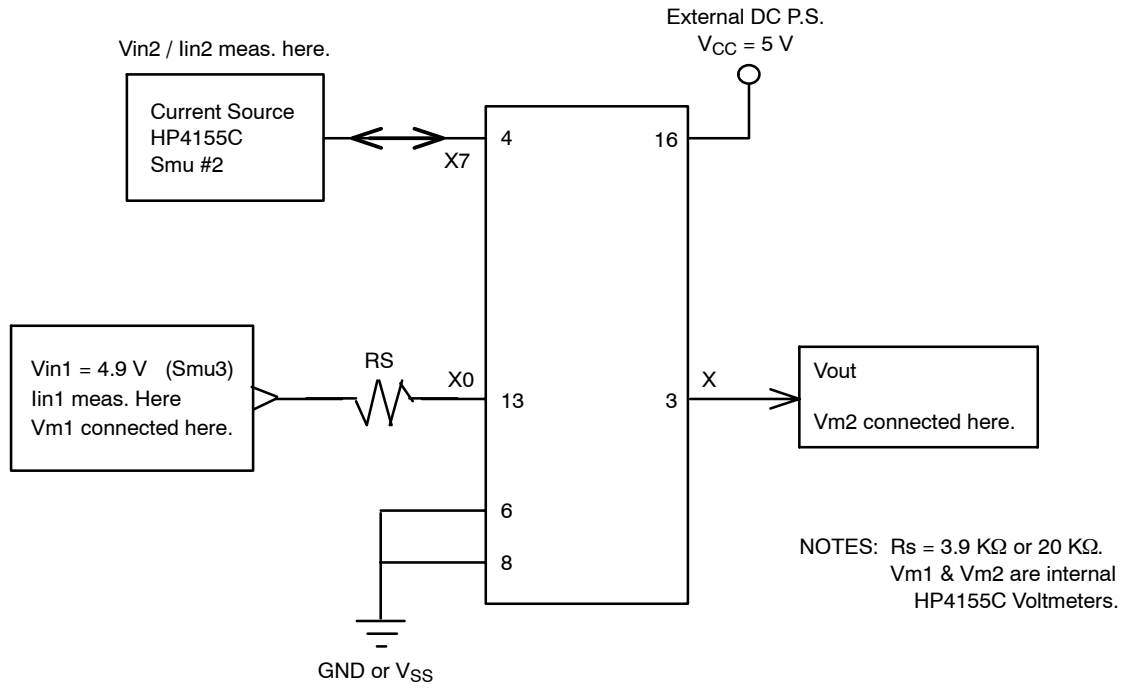 External DC P.S.
VCC = 5 V
Vin2 / Iin2 meas. here.
Current Source
HP4155C
Smu #2
X7
4
16
Vin1 = 4.9 V (Smu3)
Iin1 meas. Here
Vm1 connected here.
RS
X0
13
3
X
Vout
Vm2 connected here.
6
8
GND or VSS
NOTES: Rs = 3.9 KΩ or 20 KΩ.
Vm1 & Vm2 are internal
HP4155C Voltmeters.